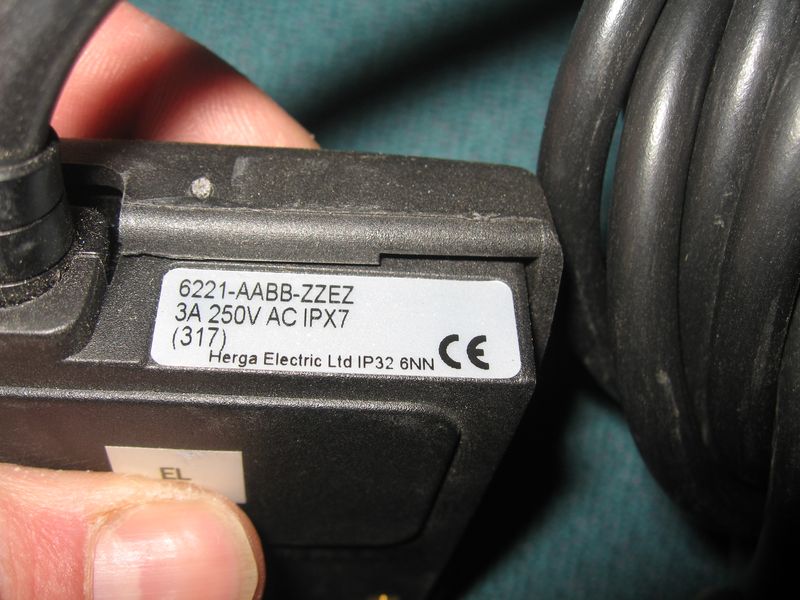 6221-AABB-ZZEZ
3A 250V AC IPX7
(317)
Herga Electric Ltd IP32 6NN CE
EL